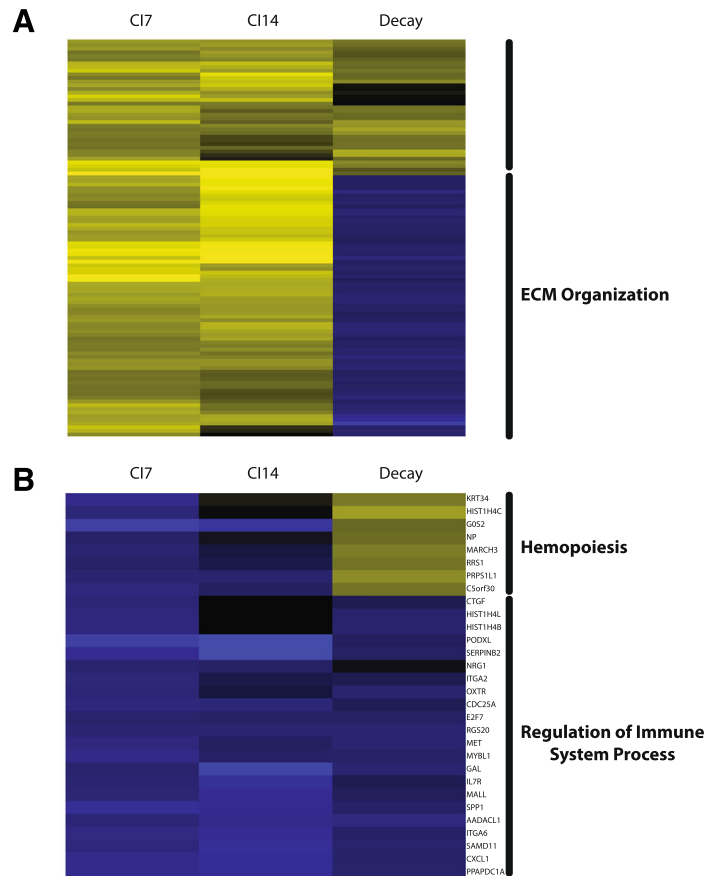 A
CI7 CI14 Decay
ECM Organization
B
CI7 CI14 Decay
KRT34
HIST1H4C
G0S2
NP
MARCH3
RRS1
PRPS1L1
C5orf30
Hemopoiesis
CTGF
HIST1H4L
HIST1H4B
PODXL
SERPINB2
NRG1
ITGA2
OXTR
CDC25A
E2F7
RGS20
MET
MYBL1
GAL
IL7R
MALL
SPP1
AADACL1
ITGA6
SAMD11
CXCL1
PPAPDC1A
Regulation of Immune
System Process